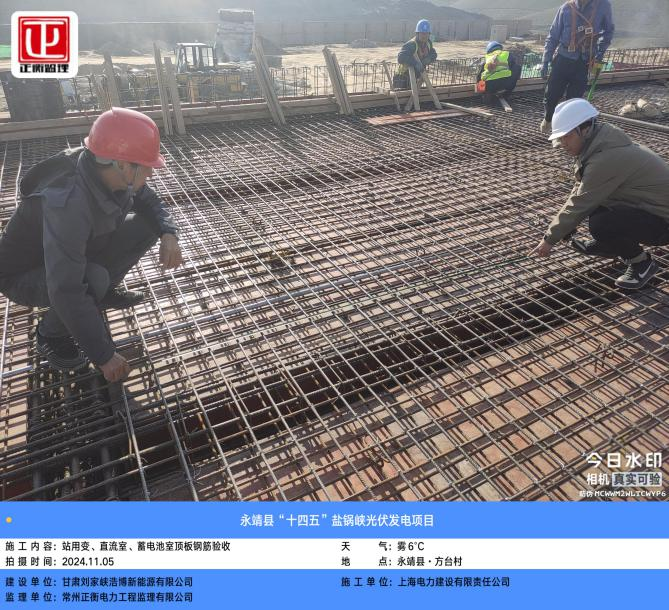 正衡监理
今日水印
相机 真实可验
防伪 MCWWM2WLTCWYP6
永靖县“十四五”盐锅峡光伏发电项目
施工内容：站用变、直流室、蓄电池室顶板钢筋验收
天 气：雾 6℃
拍摄时间：2024.11.05
地 点：永靖县·方台村
建设单位：甘肃刘家峡浩博新能源有限公司
施工单位：上海电力建设有限责任公司
监理单位：常州正衡电力工程监理有限公司